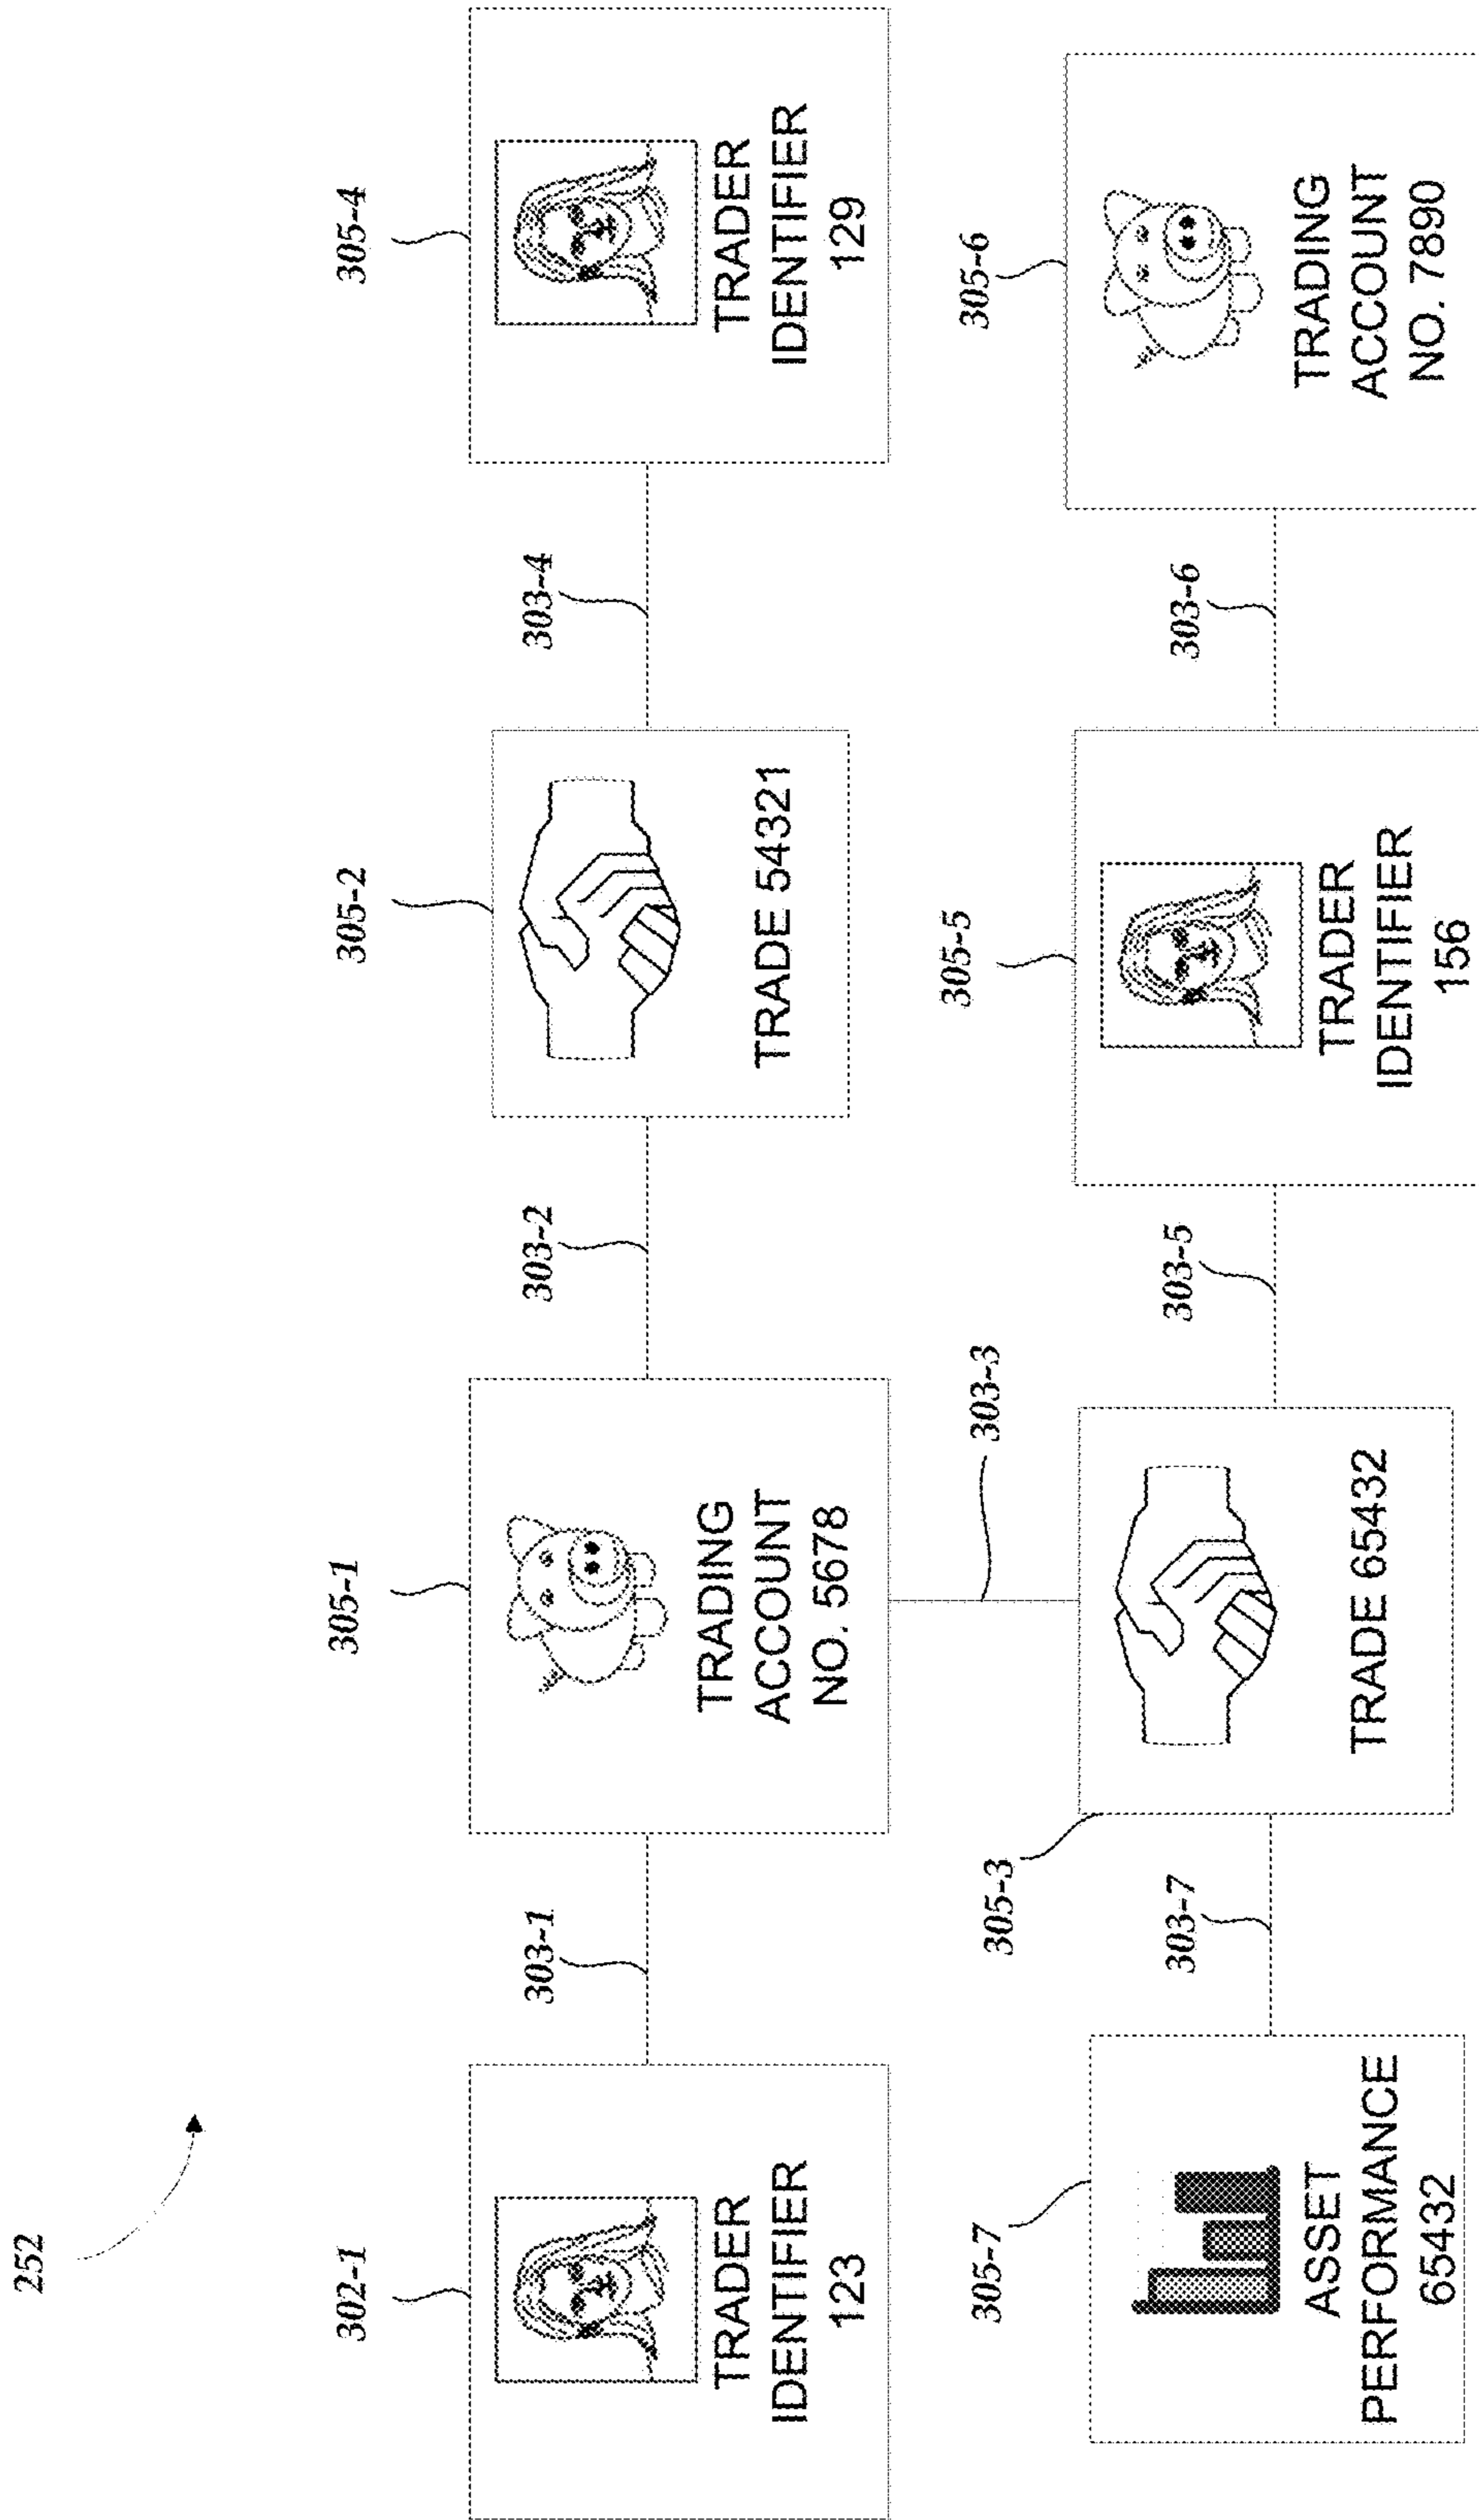 252
302-1
TRADER
IDENTIFIER
123
303-1
305-1
TRADING
ACCOUNT
NO. 5678
303-2
305-2
TRADE 54321
303-4
305-4
TRADER
IDENTIFIER
129
303-3
305-7
ASSET
PERFORMANCE
65432
303-7
305-3
TRADE 65432
303-5
305-5
TRADER
IDENTIFIER
156
303-6
305-6
TRADING
ACCOUNT
NO. 7890